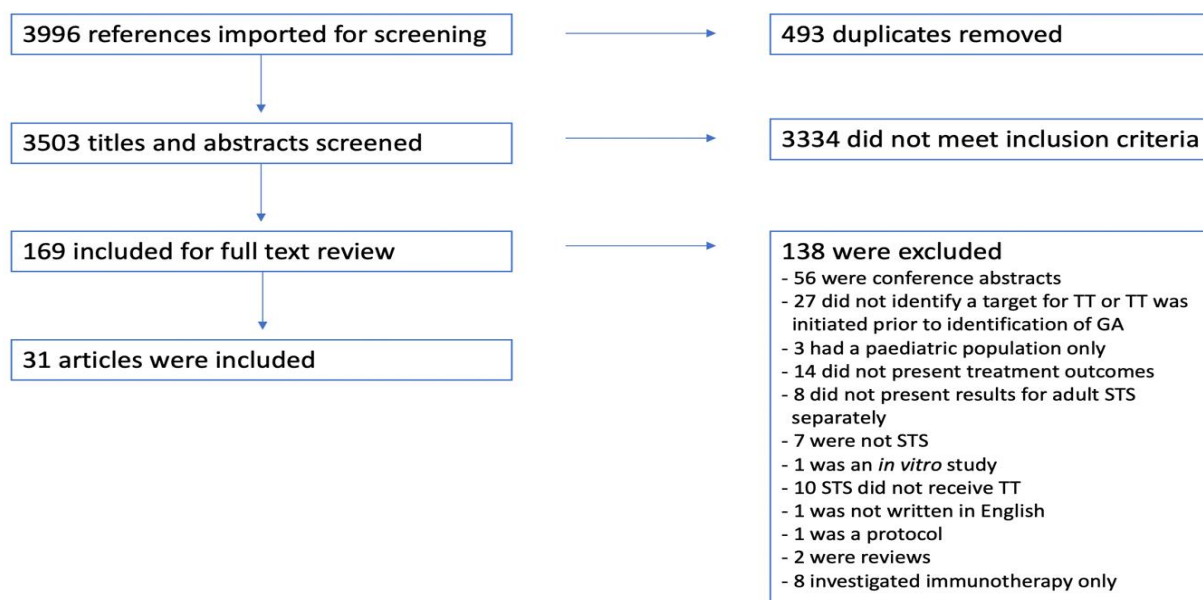 3996 references imported for screening
493 duplicates removed
3503 titles and abstracts screened
3334 did not meet inclusion criteria
169 included for full text review
138 were excluded
- 56 were conference abstracts
- 27 did not identify a target for TT or TT was
initiated prior to identification of GA
- 3 had a paediatric population only
- 14 did not present treatment outcomes
- 8 did not present results for adult STS
separately
- 7 were not STS
- 1 was an in vitro study
- 10 STS did not receive TT
- 1 was not written in English
- 1 was a protocol
- 2 were reviews
- 8 investigated immunotherapy only
31 articles were included